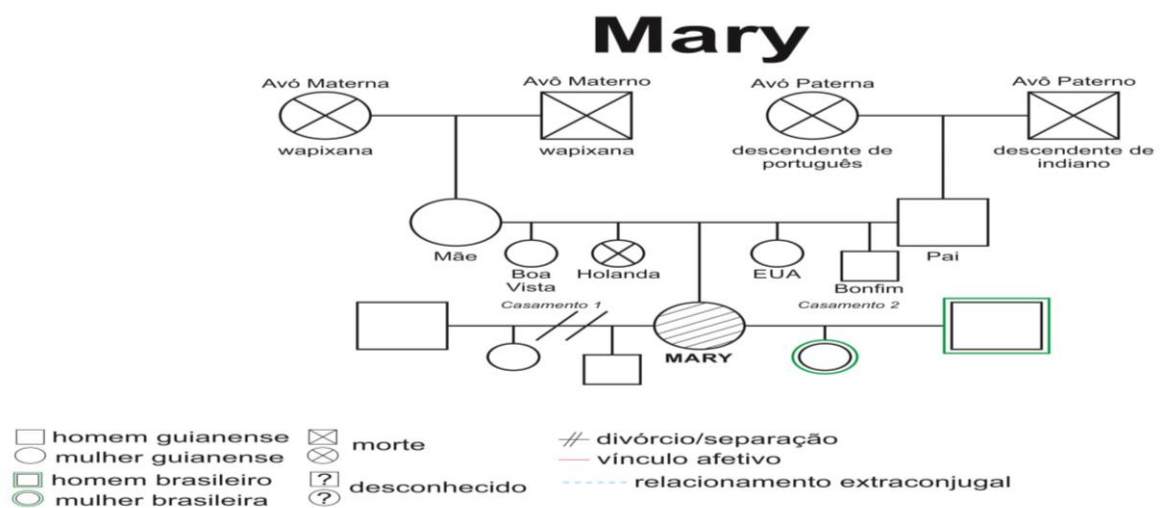 Mary
Avó Materna
Avô Materno
Avó Paterna
Avô Paterno
wapixana
wapixana
descendente de
português
descendente de
indiano
Mãe
Boa
Vista
Holanda
EUA
Bonfim
Pai
Casamento 1
Casamento 2
MARY
homem guianense
mulher guianense
homem brasileiro
mulher brasileira
morte
?
?
desconhecido
divórcio/separação
vínculo afetivo
relacionamento extraconjugal